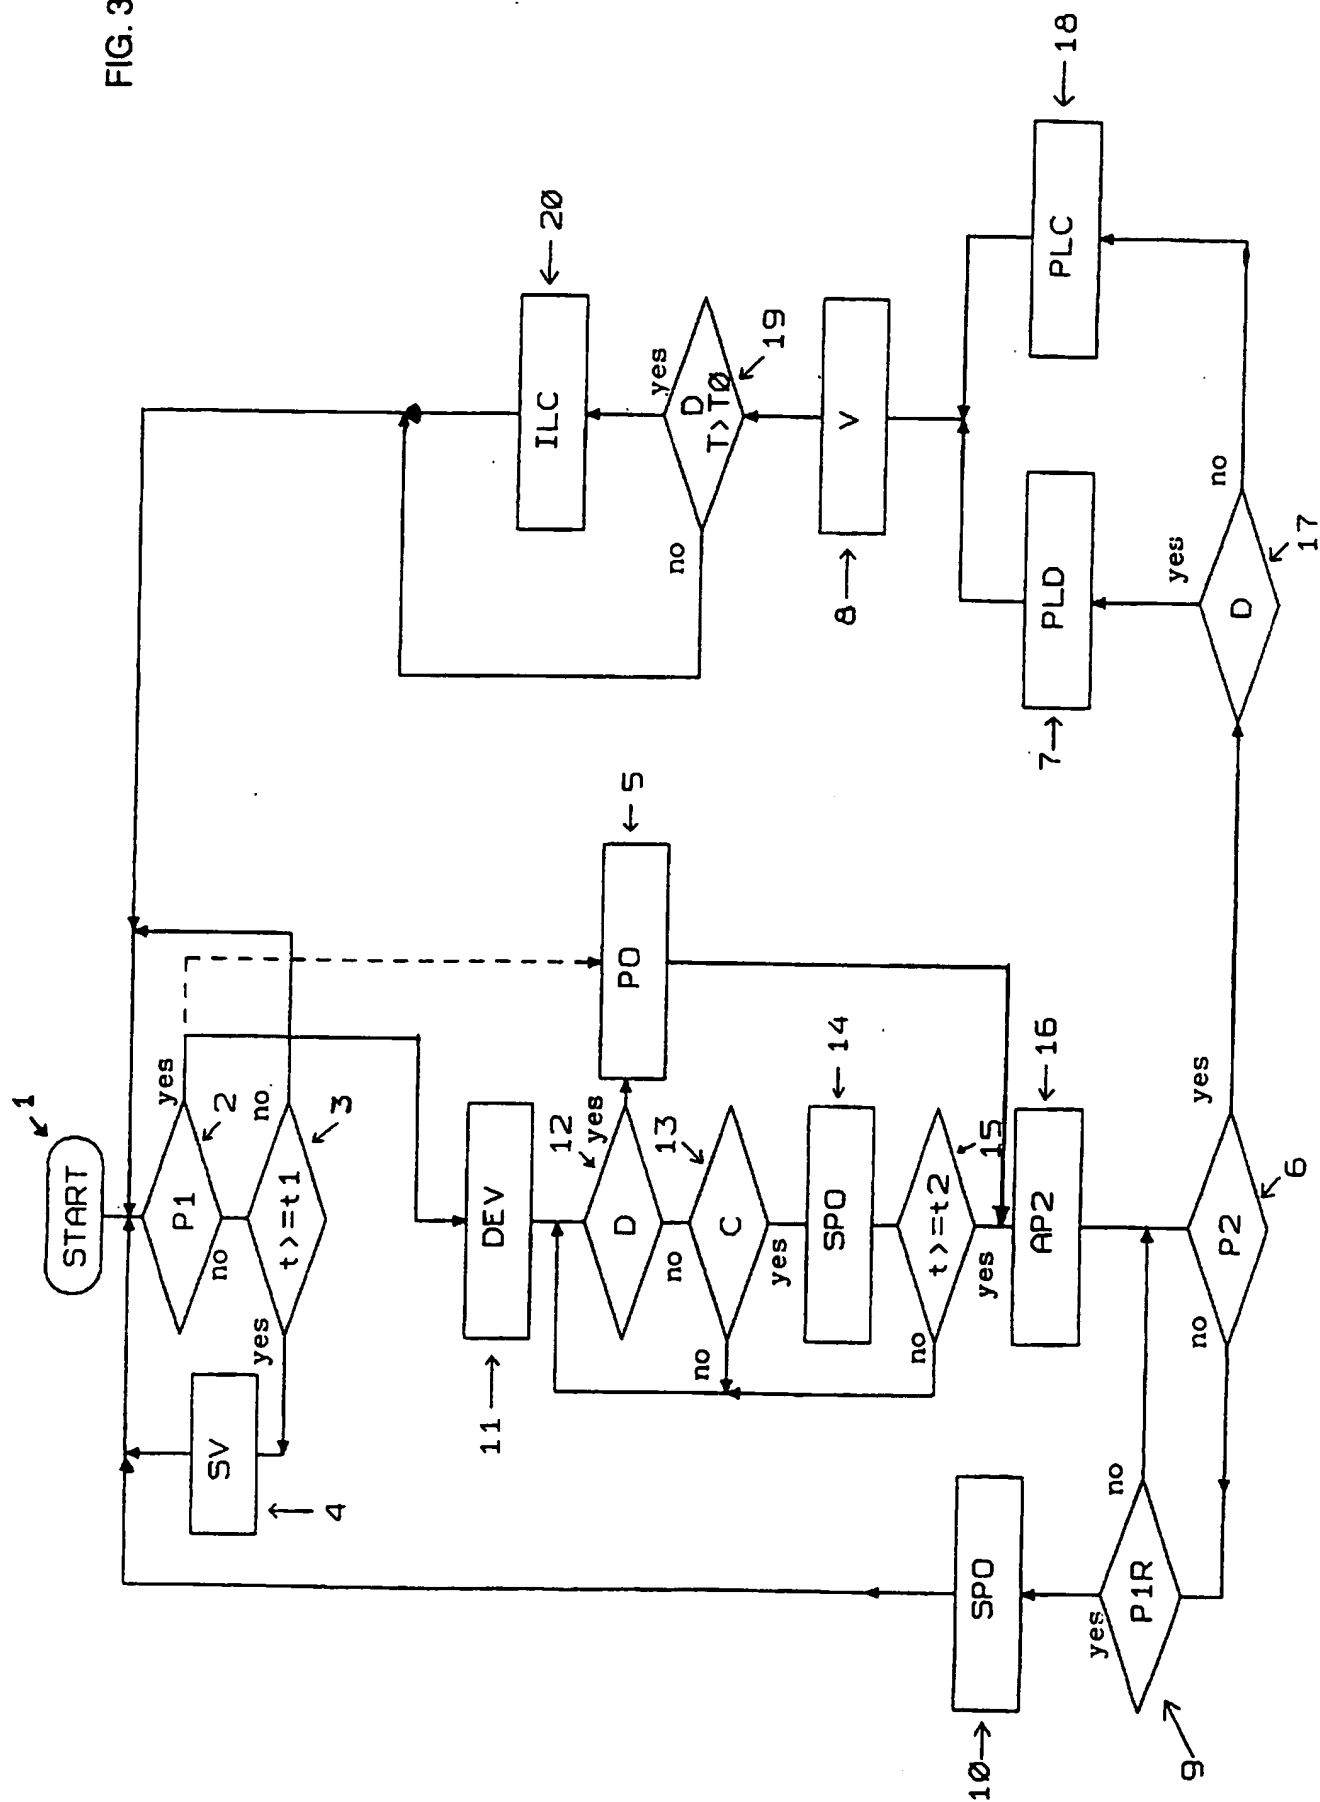 FIG. 3
START
1
P1
2
yes
no
t>=t1
3
no
yes
SV
4
DEV
11
D
12
yes
no
C
13
no
yes
SPO
14
t>=t2
15
no
yes
PO
5
AP2
16
P2
6
yes
no
P1R
9
no
yes
SPO
10
D
17
yes
no
PLD
7
PLC
18
V
8
D
T>TØ
19
yes
no
ILC
20